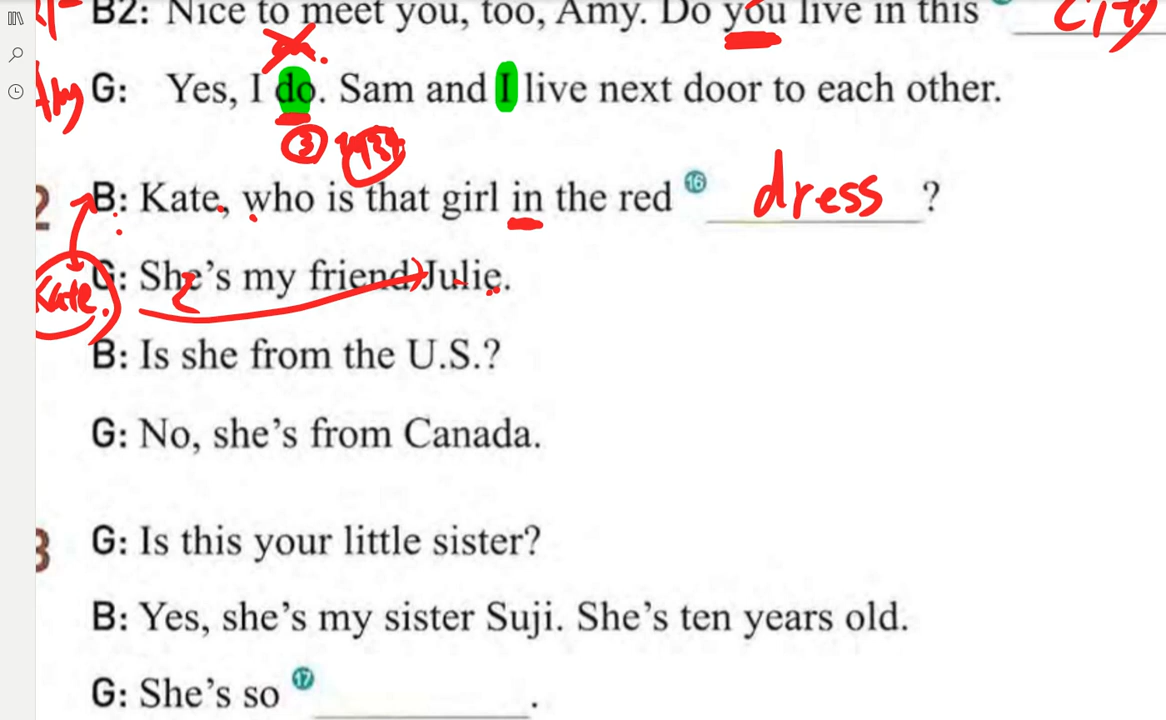 B2: Nice to meet you, too, Amy. Do you live in this city
Amy G: Yes, I do. Sam and I live next door to each other.
③
2 B: Kate, who is that girl in the red ⑯ dress ?
Kate. G: She's my friend Julie.
B: Is she from the U.S.?
G: No, she's from Canada.
3 G: Is this your little sister?
B: Yes, she's my sister Suji. She's ten years old.
G: She's so ⑰ .